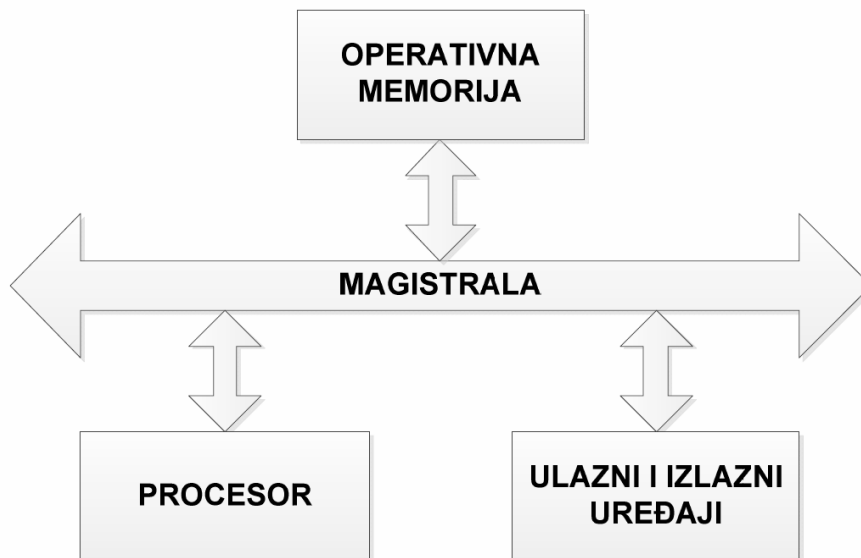 OPERATIVNA
MEMORIJA
MAGISTRALA
PROCESOR
ULAZNI I IZLAZNI
UREĐAJI